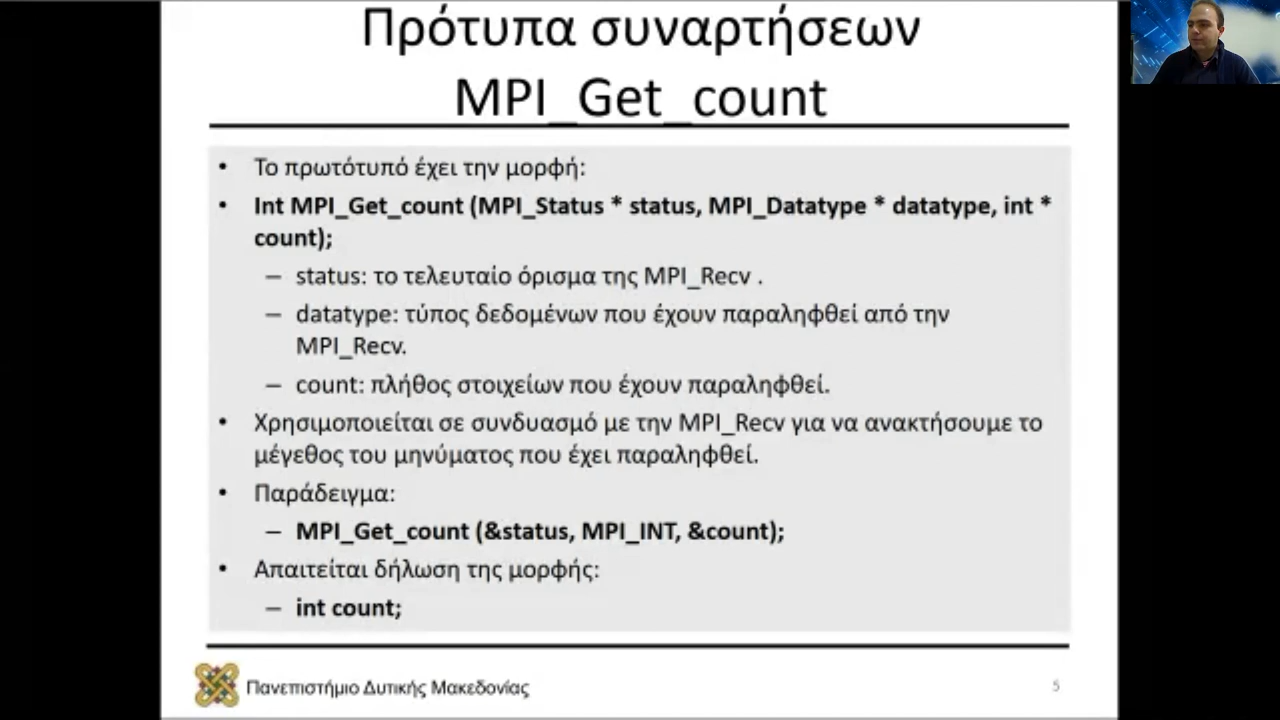 Πρότυπα συναρτήσεων
MPI_Get_count
• Το πρωτότυπό έχει την μορφή:
• Int MPI_Get_count (MPI_Status * status, MPI_Datatype * datatype, int *
count);
– status: το τελευταίο όρισμα της MPI_Recv .
– datatype: τύπος δεδομένων που έχουν παραληφθεί από την
MPI_Recv.
– count: πλήθος στοιχείων που έχουν παραληφθεί.
• Χρησιμοποιείται σε συνδυασμό με την MPI_Recv για να ανακτήσουμε το
μέγεθος του μηνύματος που έχει παραληφθεί.
• Παράδειγμα:
– MPI_Get_count (&status, MPI_INT, &count);
• Απαιτείται δήλωση της μορφής:
– int count;
Πανεπιστήμιο Δυτικής Μακεδονίας
5